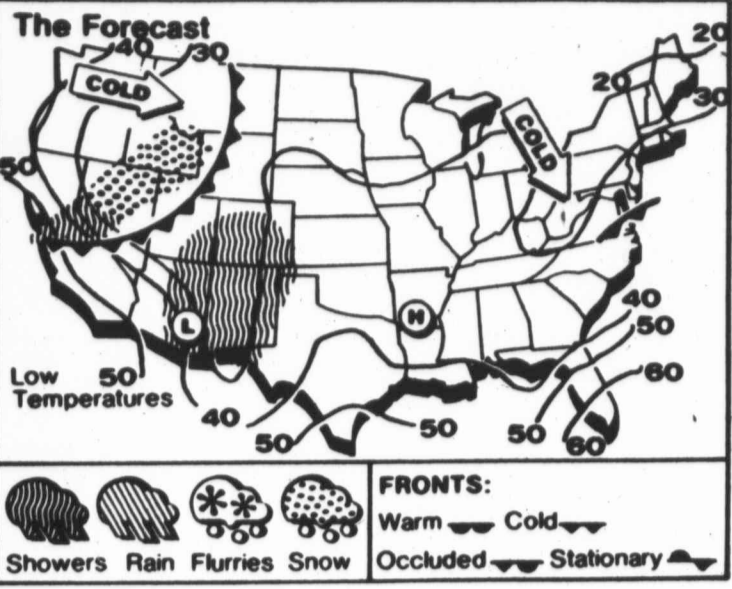 The Forecast
40
30
20
COLD
20
30
COLD
50
L
H
40
50
Low
Temperatures
50
40
60
50
50
50
60
Showers
Rain
Flurries
Snow
FRONTS:
Warm
Cold
Occluded
Stationary